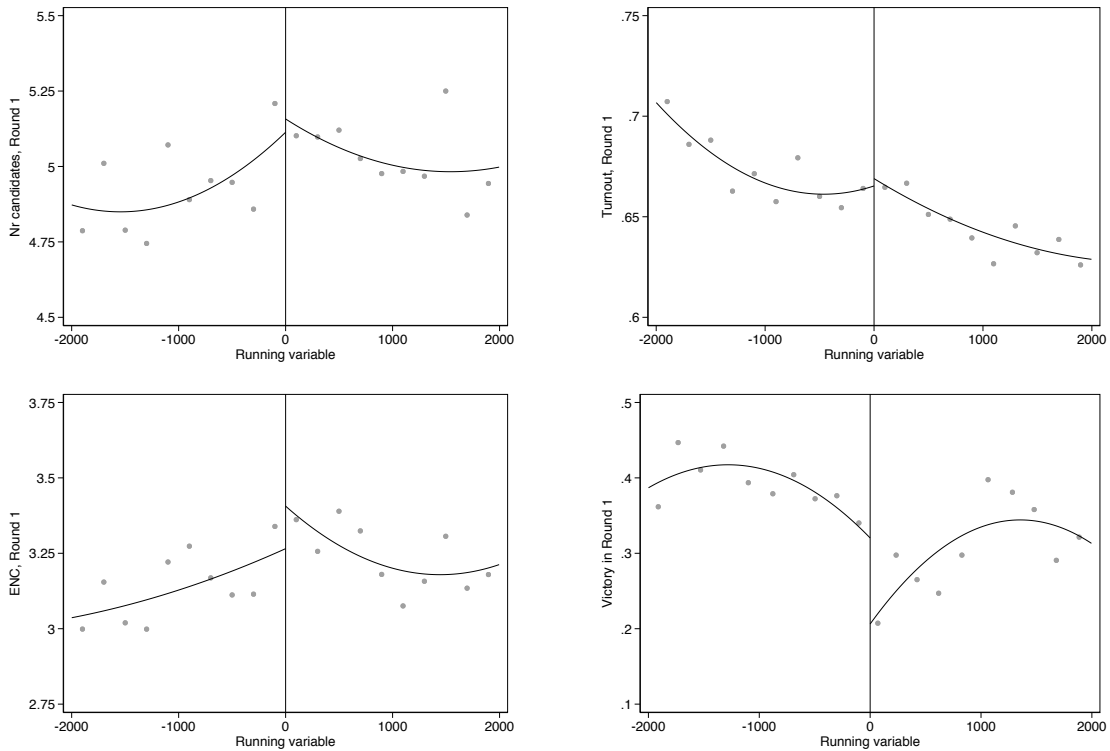 5.5
5.25
5
4.75
4.5
Nr candidates, Round 1
-2000 -1000 0 1000 2000
Running variable
.75
.7
.65
.6
Turnout, Round 1
-2000 -1000 0 1000 2000
Running variable
3.75
3.5
3.25
3
2.75
ENC, Round 1
-2000 -1000 0 1000 2000
Running variable
.5
.4
.3
.2
.1
Victory in Round 1
-2000 -1000 0 1000 2000
Running variable